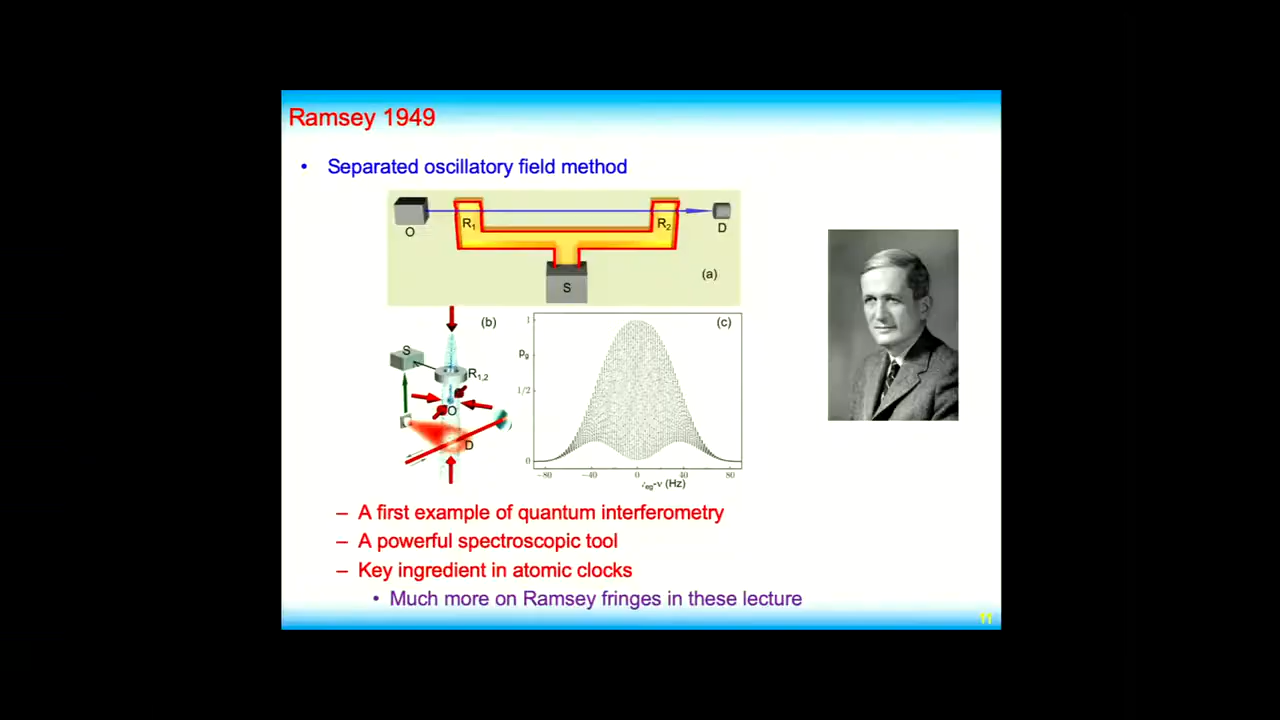 Ramsey 1949
• Separated oscillatory field method
O
R1
R2
D
S
(a)
(b)
S
R1,2
O
D
(c)
1
pg
1/2
0
−80 −40 0 40 80
eg-ν (Hz)
– A first example of quantum interferometry
– A powerful spectroscopic tool
– Key ingredient in atomic clocks
• Much more on Ramsey fringes in these lecture
11